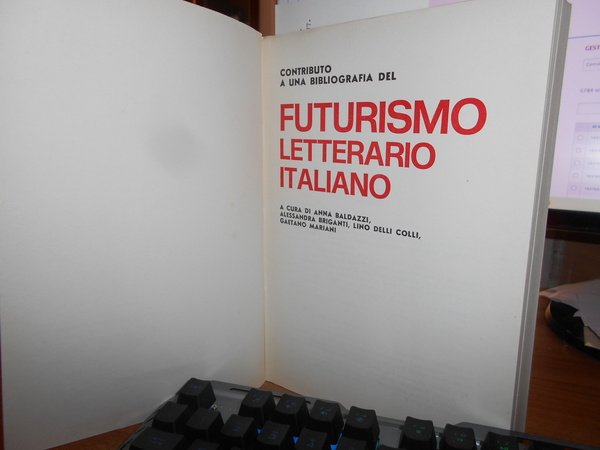 CONTRIBUTO
A UNA BIBLIOGRAFIA DEL
FUTURISMO
LETTERARIO
ITALIANO
A CURA DI ANNA BALDAZZI,
ALESSANDRA BRIGANTI, LINO DELLI COLLI,
GAETANO MARIANI